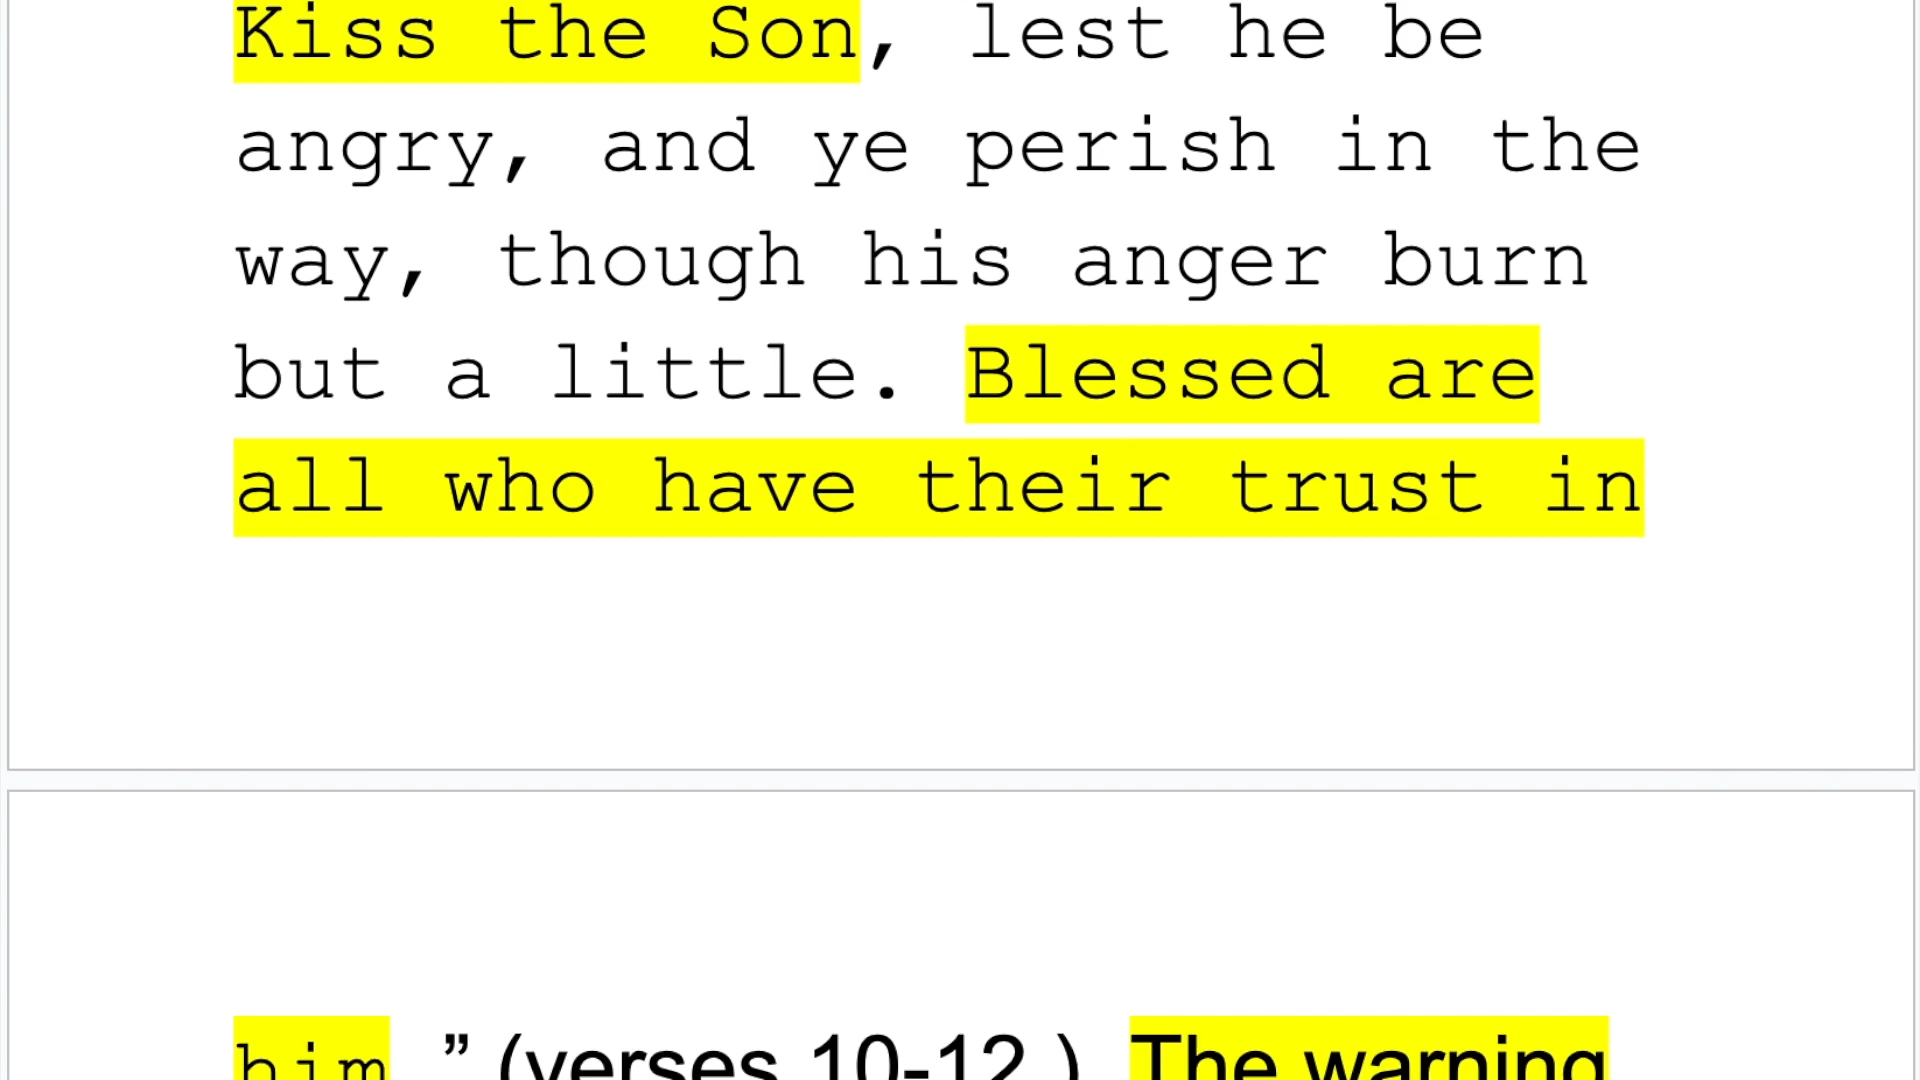 Kiss the Son, lest he be
angry, and ye perish in the
way, though his anger burn
but a little. Blessed are
all who have their trust in
him ” (verses 10-12.) The warning